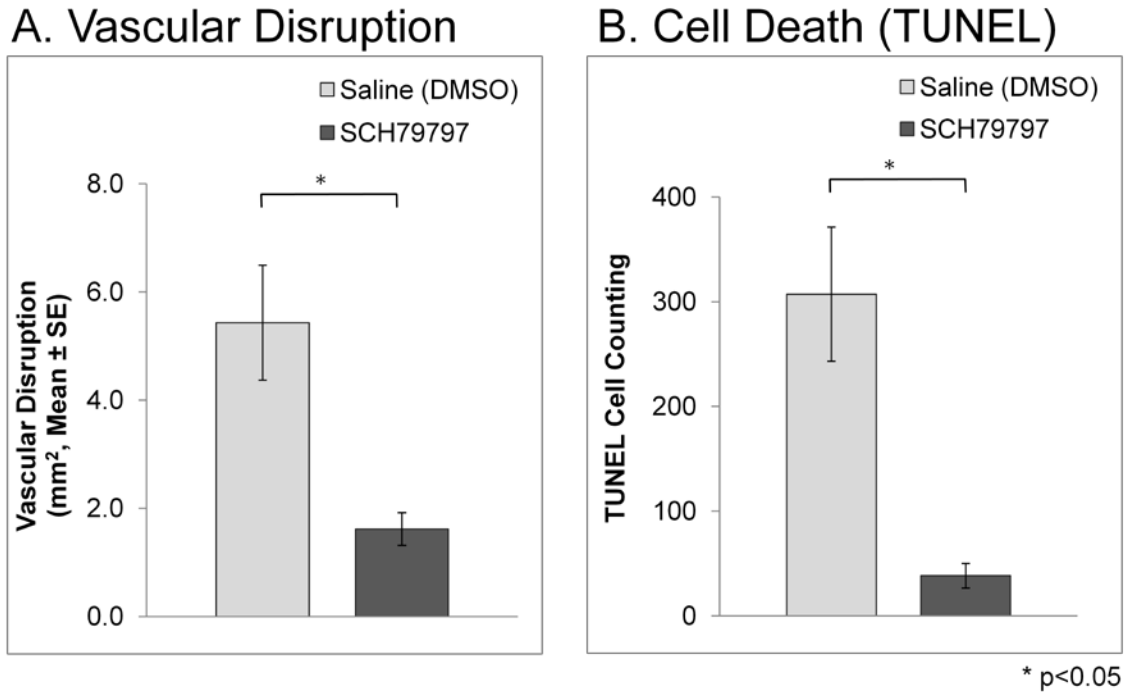 A. Vascular Disruption
Saline (DMSO)
SCH79797
*
8.0
6.0
4.0
2.0
0.0
Vascular Disruption
(mm², Mean ± SE)
B. Cell Death (TUNEL)
Saline (DMSO)
SCH79797
*
400
300
200
100
0
TUNEL Cell Counting
* p<0.05